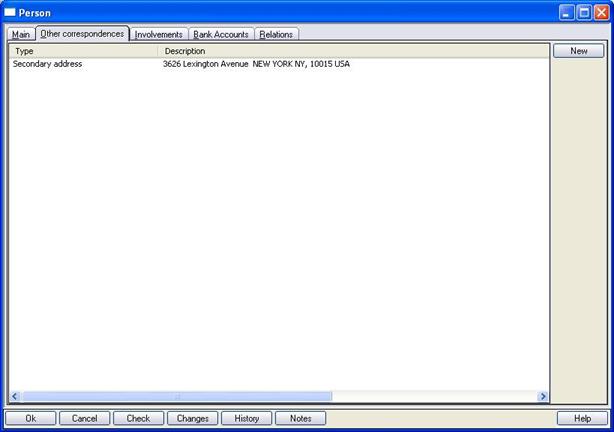 Person
Main Other correspondences Involvements Bank Accounts Relations
Type Description New
Secondary address 3626 Lexington Avenue NEW YORK NY, 10015 USA
Ok Cancel Check Changes History Notes Help